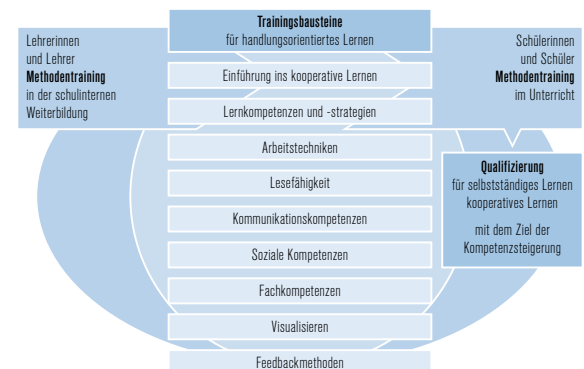 Lehrerinnen
und Lehrer
Methodentraining
in der schulinternen
Weiterbildung
Trainingsbausteine
für handlungsorientiertes Lernen
Einführung ins kooperative Lernen
Lernkompetenzen und -strategien
Arbeitstechniken
Lesefähigkeit
Kommunikationskompetenzen
Soziale Kompetenzen
Fachkompetenzen
Visualisieren
Feedbackmethoden
Schülerinnen
und Schüler
Methodentraining
im Unterricht
Qualifizierung
für selbstständiges Lernen
kooperatives Lernen
mit dem Ziel der
Kompetenzsteigerung